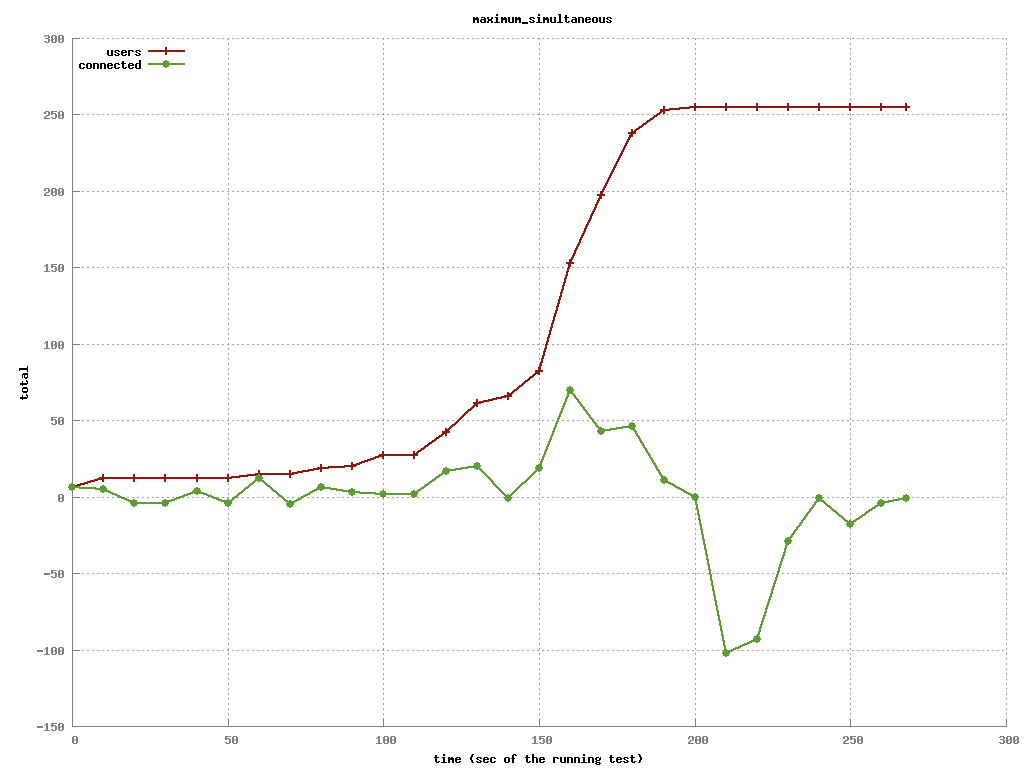 maximum_simultaneous
300
users
connected
250
200
150
100
total
50
0
-50
-100
-150
0 50 100 150 200 250 300
time (sec of the running test)